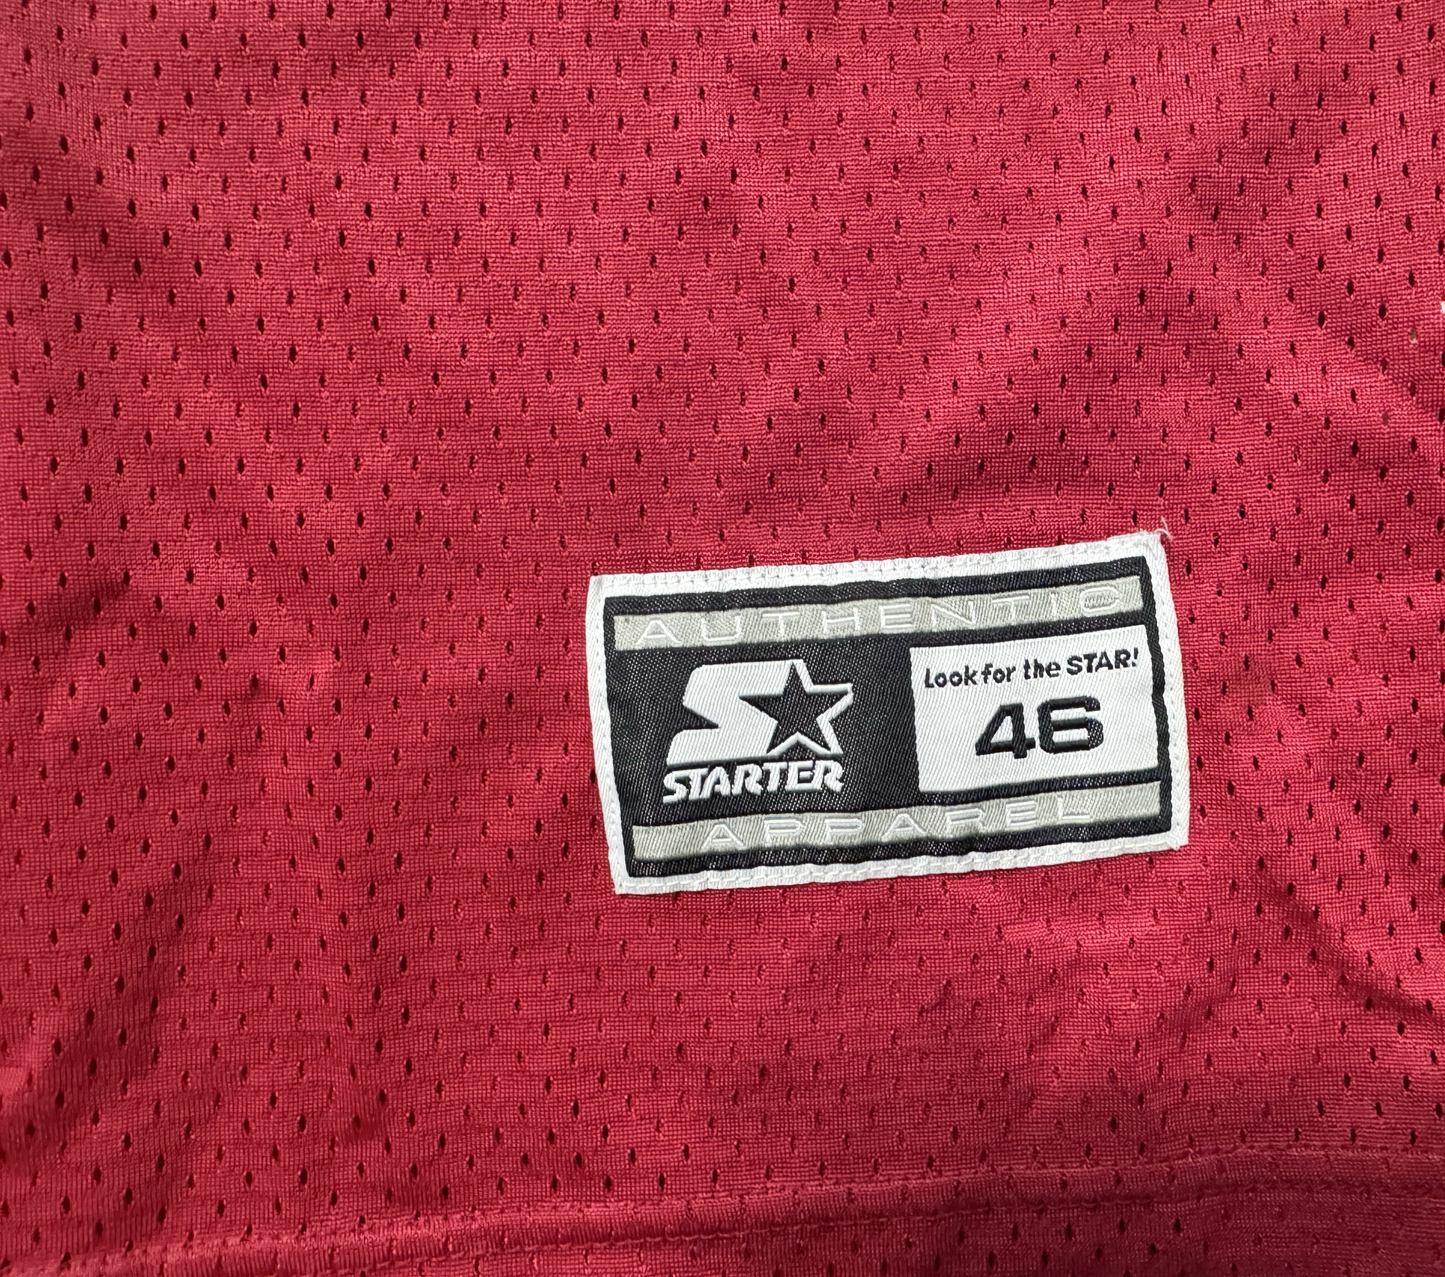 AUTHENTIC
Look for the STAR!
46
STARTER
APPAREL